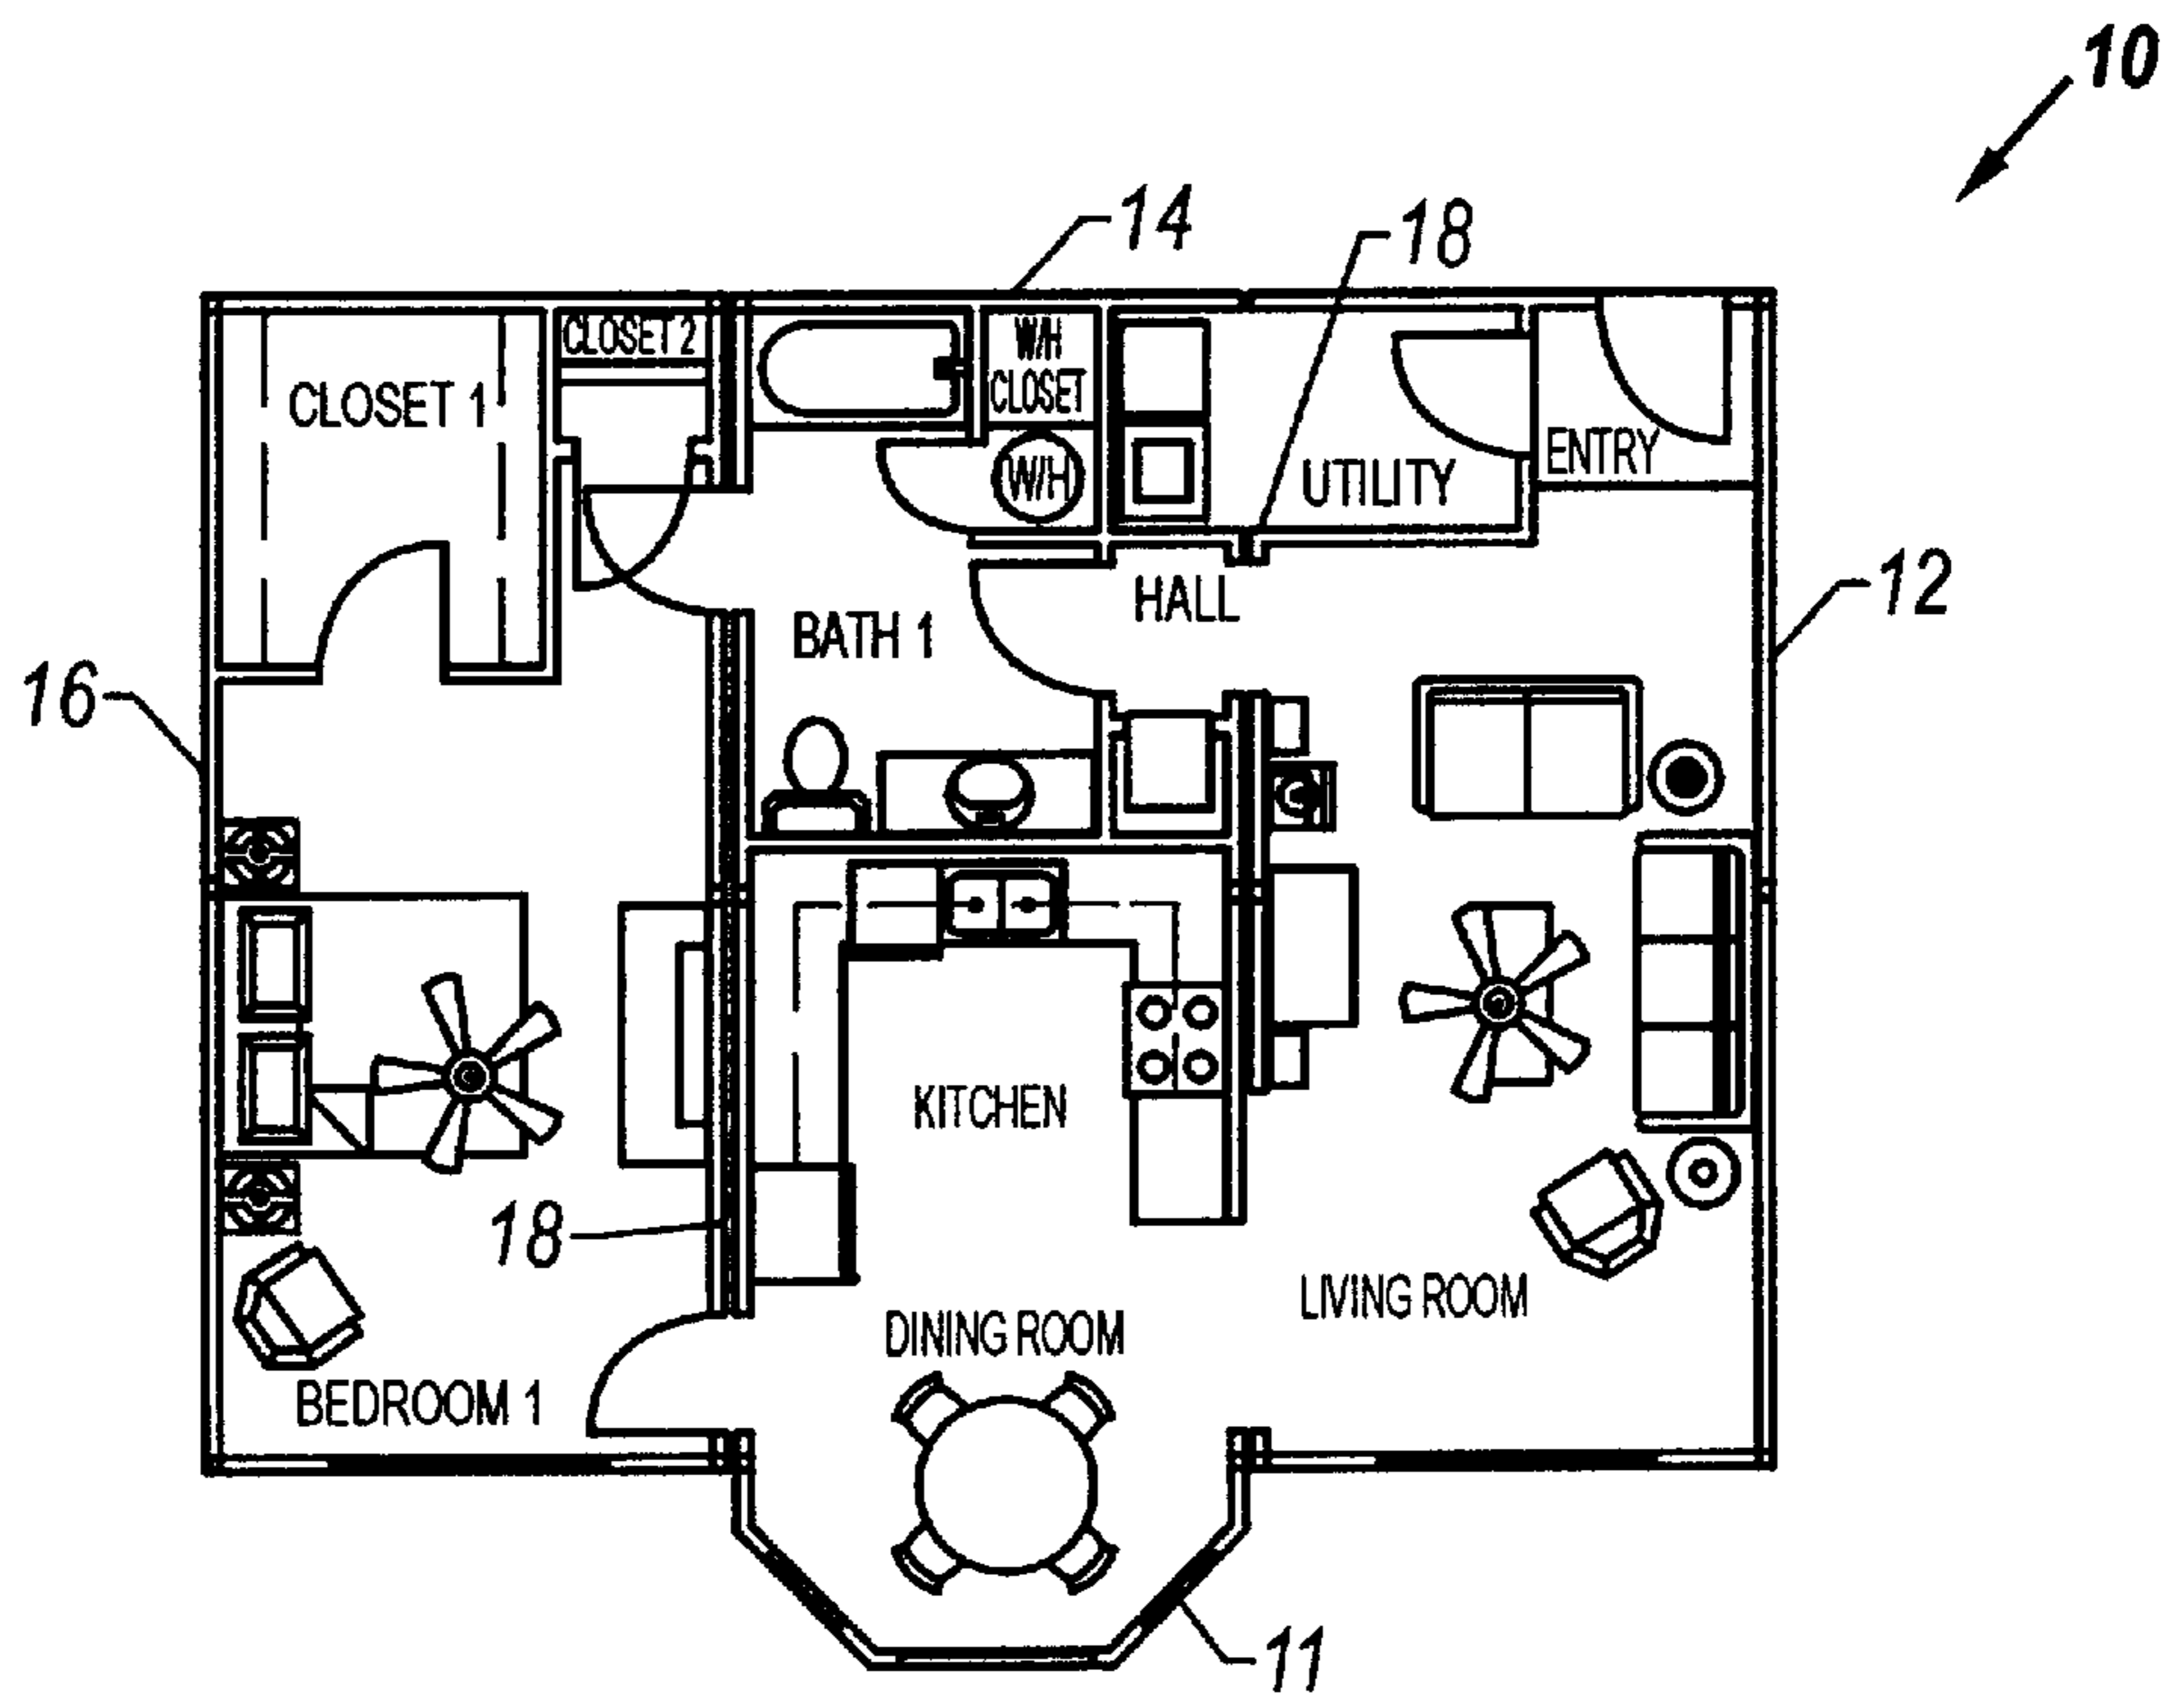 10
14
18
CLOSET 2
W/H
CLOSET
CLOSET 1
ENTRY
W/H
UTILITY
12
HALL
BATH 1
16
KITCHEN
18
LIVING ROOM
DINING ROOM
BEDROOM 1
11